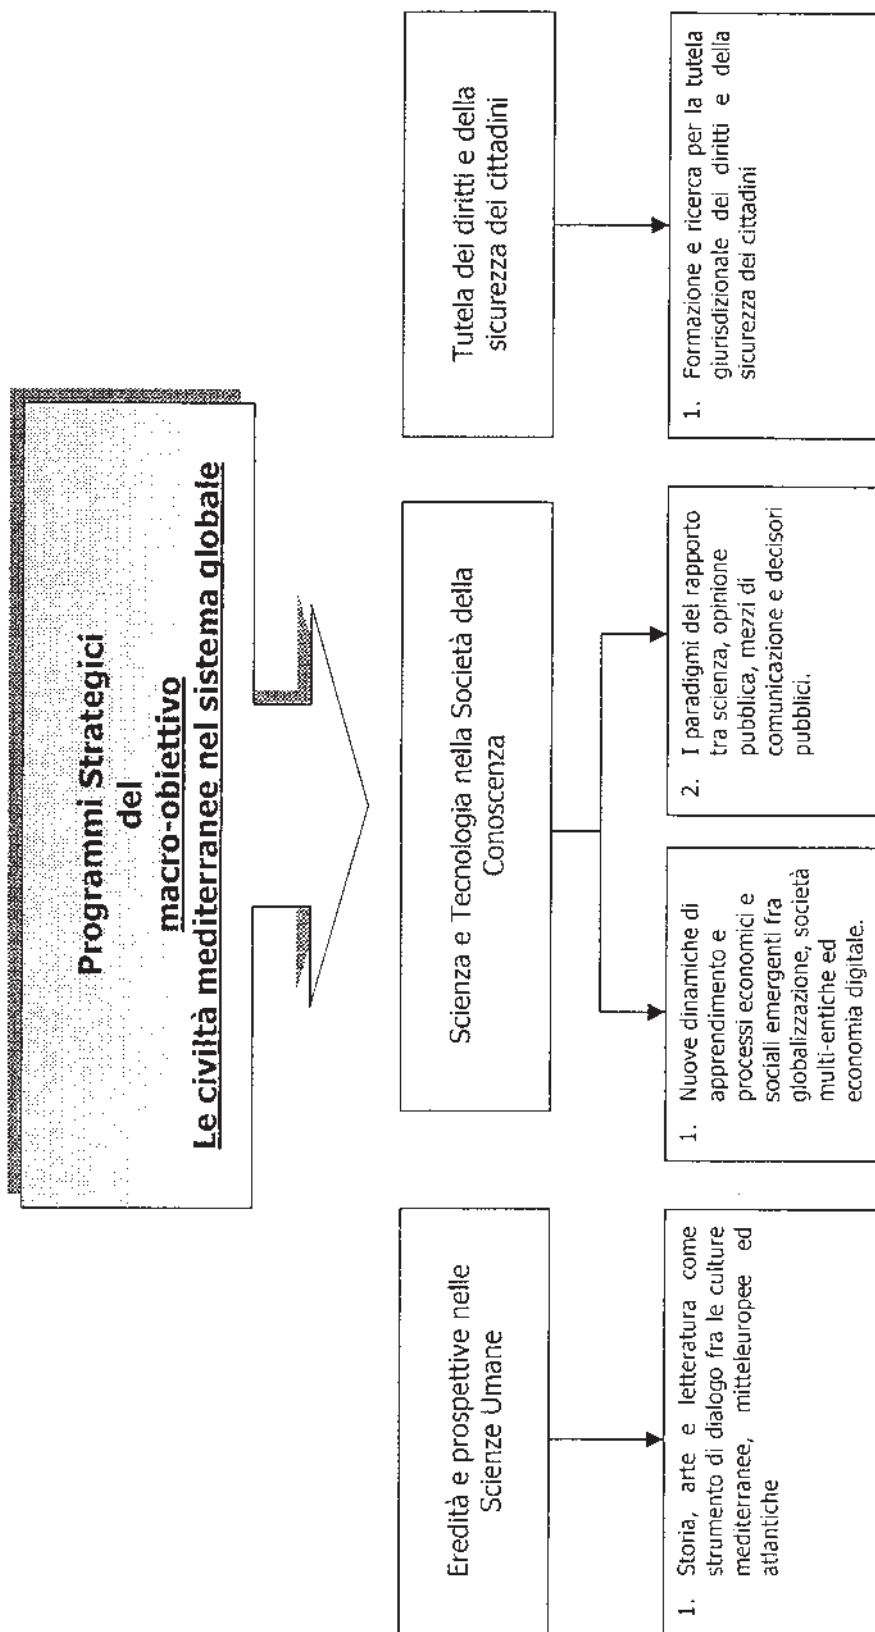 Programmi Strategici
del
macro-obiettivo
Le civiltà mediterranee nel sistema globale
Eredità e prospettive nelle
Scienze Umane
Scienza e Tecnologia nella Società della
Conoscenza
Tutela dei diritti e della
sicurezza dei cittadini
1. Storia, arte e letteratura come
strumento di dialogo fra le culture
mediterranee, mitteleuropee ed
atlantiche
1. Nuove dinamiche di
apprendimento e
processi economici e
sociali emergenti fra
globalizzazione, società
multi-entiche ed
economia digitale.
2. I paradigmi del rapporto
tra scienza, opinione
pubblica, mezzi di
comunicazione e decisori
pubblici.
1. Formazione e ricerca per la tutela
giurisdizionale dei diritti e della
sicurezza dei cittadini